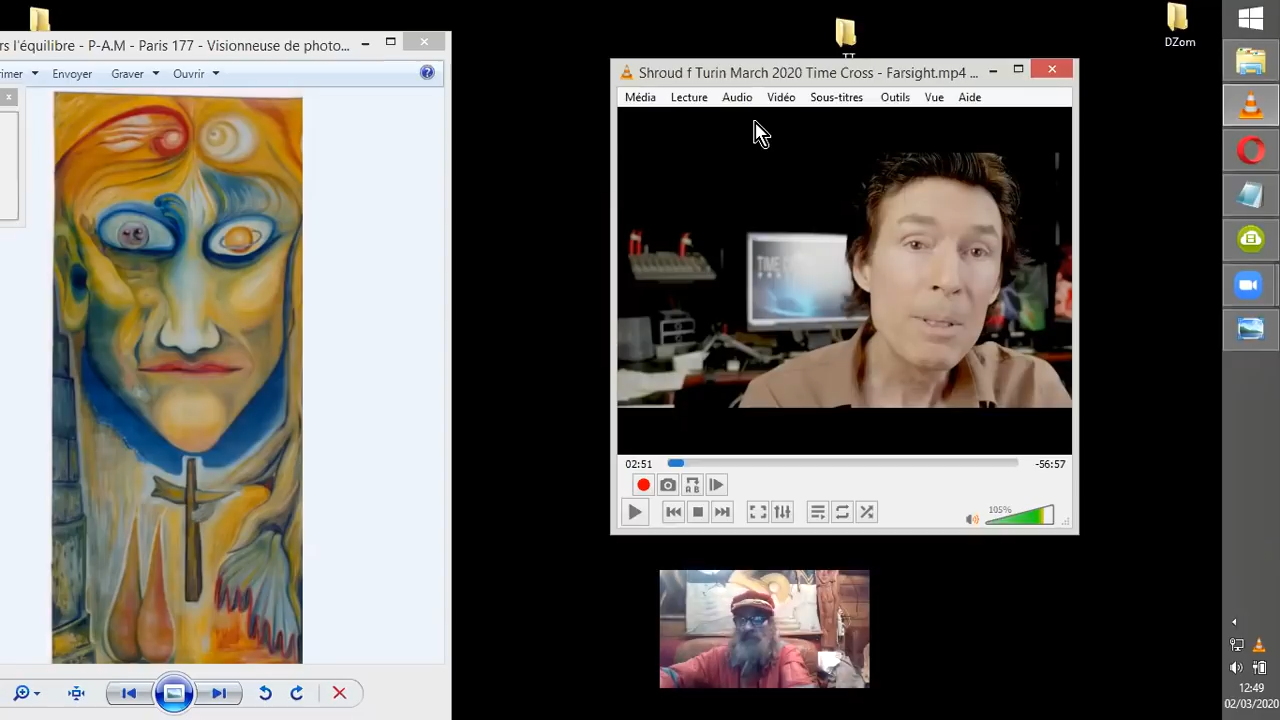 rs l'équilibre - P-A.M - Paris 177 - Visionneuse de photo...
rimer
Envoyer
Graver
Ouvrir
DZom
Shroud f Turin March 2020 Time Cross - Farsight.mp4 ...
Média
Lecture
Audio
Vidéo
Sous-titres
Outils
Vue
Aide
02:51
-56:57
105%
12:49
02/03/2020